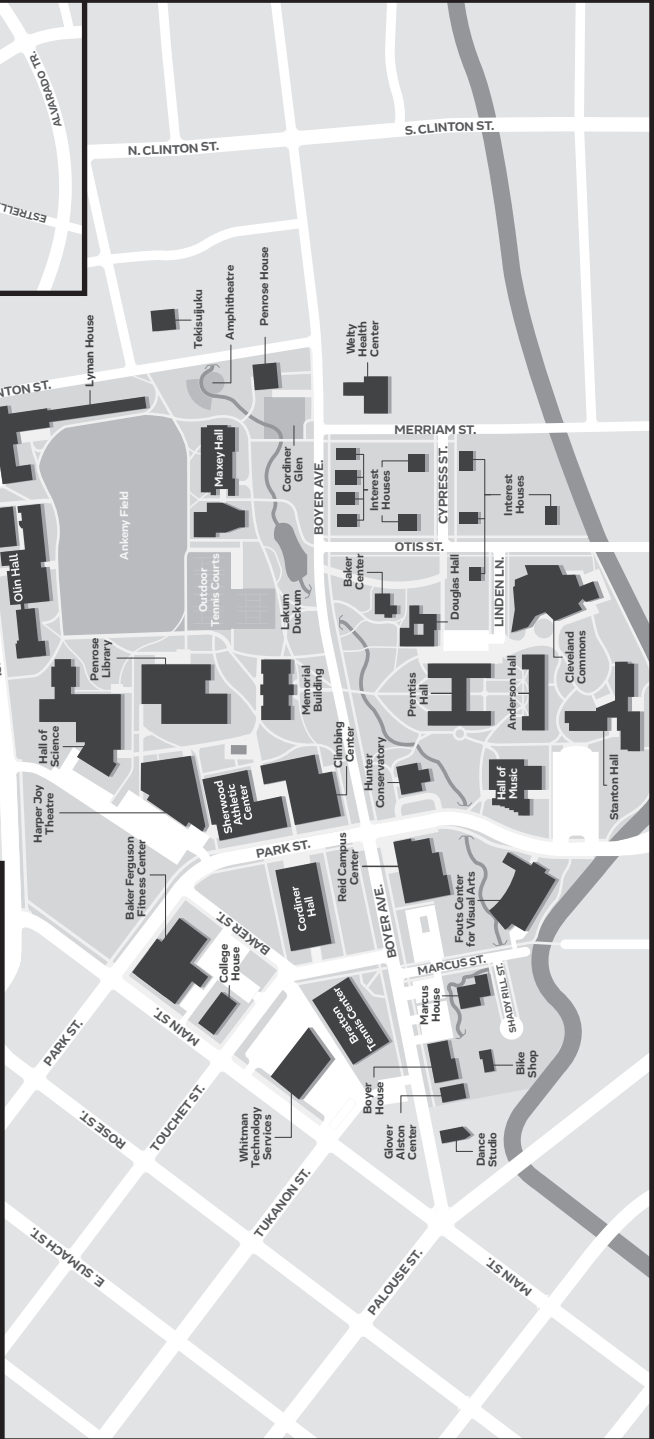 ALVARADO TR.
ESTRELL
N. CLINTON ST.
S. CLINTON ST.
NTON ST.
Lyman House
Tekisuijuku
Amphitheatre
Penrose House
Welty
Health
Center
MERRIAM ST.
Ankeny Field
Maxey Hall
Cordiner
Glen
BOYER AVE.
Interest
Houses
CYPRESS ST.
Interest
Houses
OTIS ST.
Olin Hall
Outdoor
Tennis Courts
Lakum
Duckum
Baker
Center
Douglas Hall
LINDEN LN.
Cleveland
Commons
Penrose
Library
Memorial
Building
Prentiss
Hall
Anderson Hall
Stanton Hall
Hall of
Science
Harper Joy
Theatre
Sherwood
Athletic
Center
Climbing
Center
Hunter
Conservatory
Hall of
Music
PARK ST.
Baker Ferguson
Fitness Center
Cordiner
Hall
Reid Campus
Center
Fouts Center
for Visual Arts
BAKER ST.
BOYER AVE.
College
House
MARCUS ST.
Marcus
House
SHADY RILL ST.
Bratton
Tennis Center
MAIN ST.
PARK ST.
Bike
Shop
Boyer
House
Glover
Alston
Center
Whitman
Technology
Services
Dance
Studio
ROSE ST.
TOUCHET ST.
TUKANON ST.
E. SUMACH ST.
PALOUSE ST.
MAIN ST.